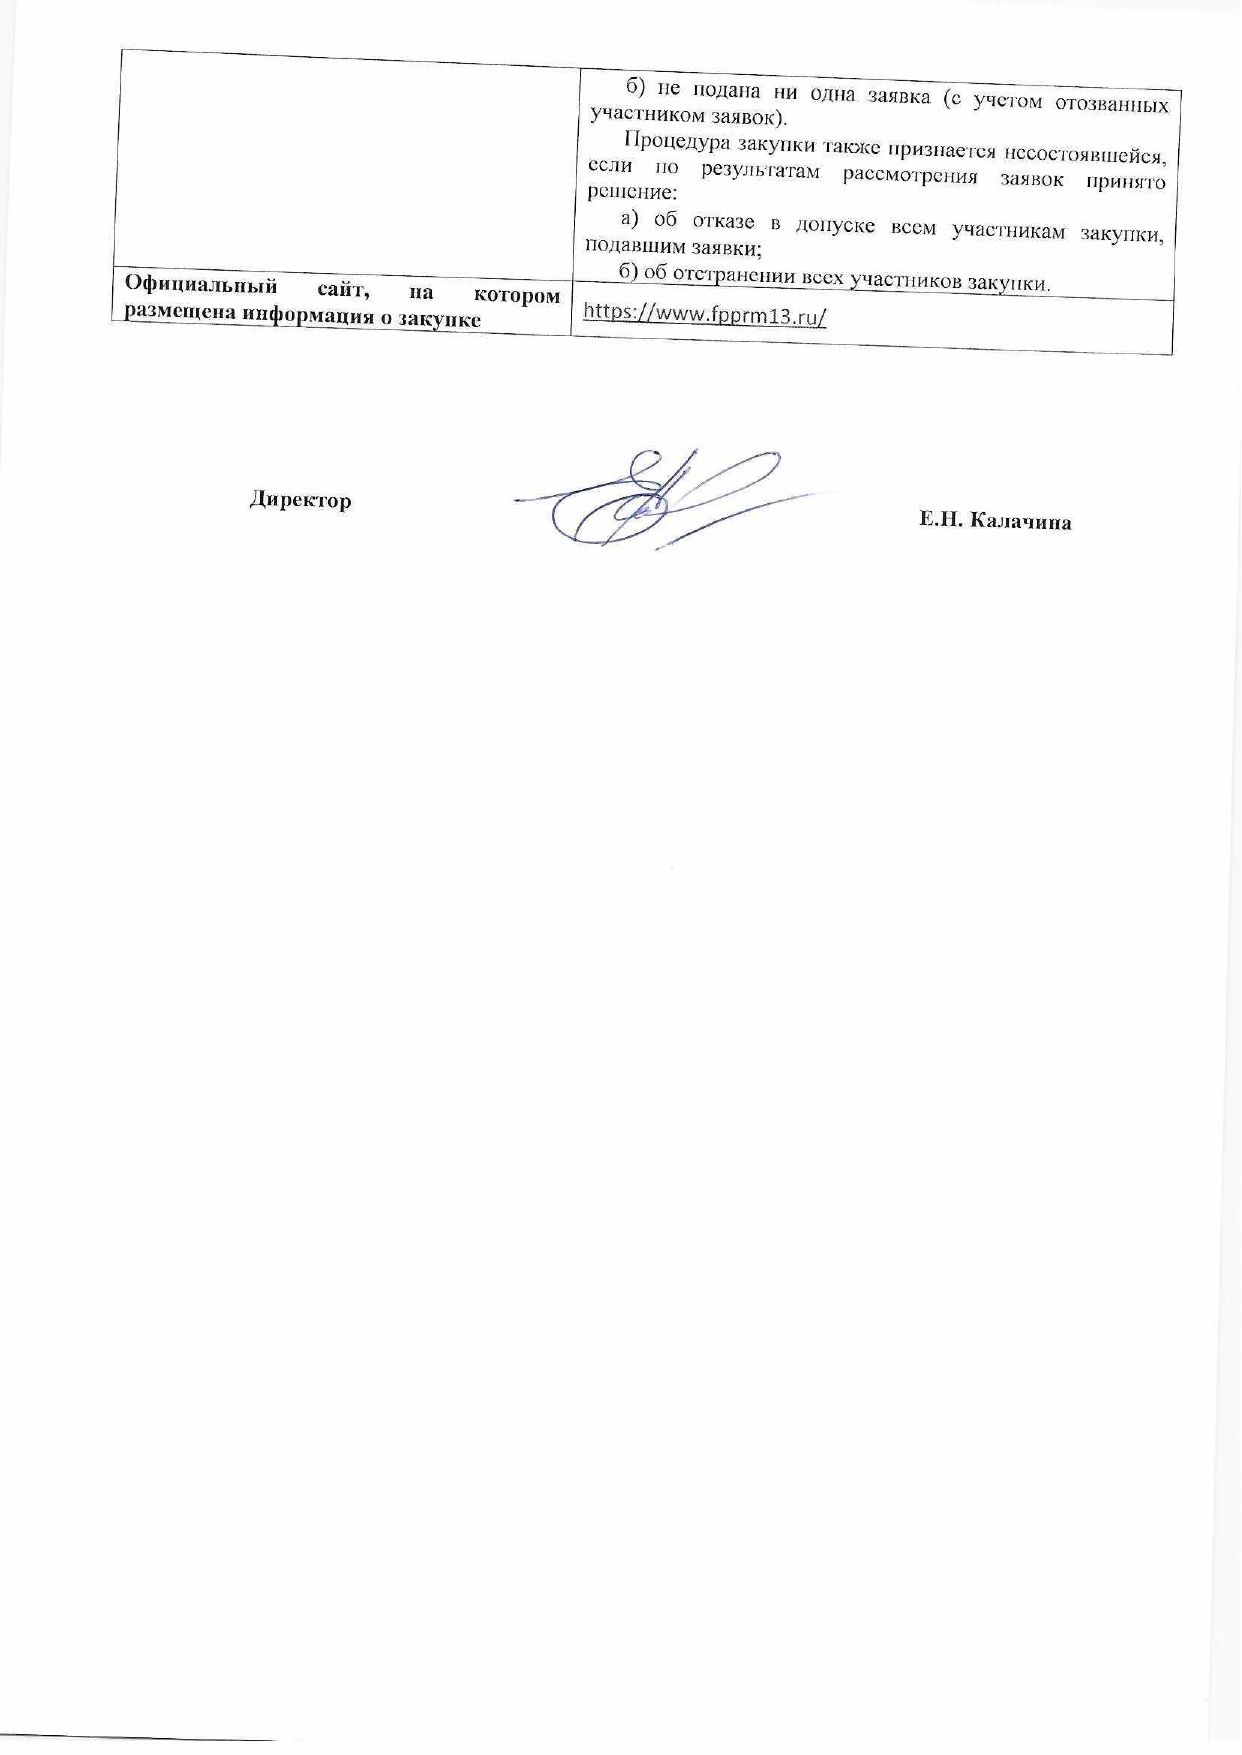 б) не подана ни одна заявка (с учетом отозванных
участником заявок).
Процедура закупки также признается несостоявшейся,
если по результатам рассмотрения заявок принято
решение:
а) об отказе в допуске всем участникам закупки,
подавшим заявки;
б) об отстранении всех участников закупки.
Официальный сайт, на котором
размещена информация о закупке
https://www.fpprm13.ru/
Директор
Е.Н. Калачина